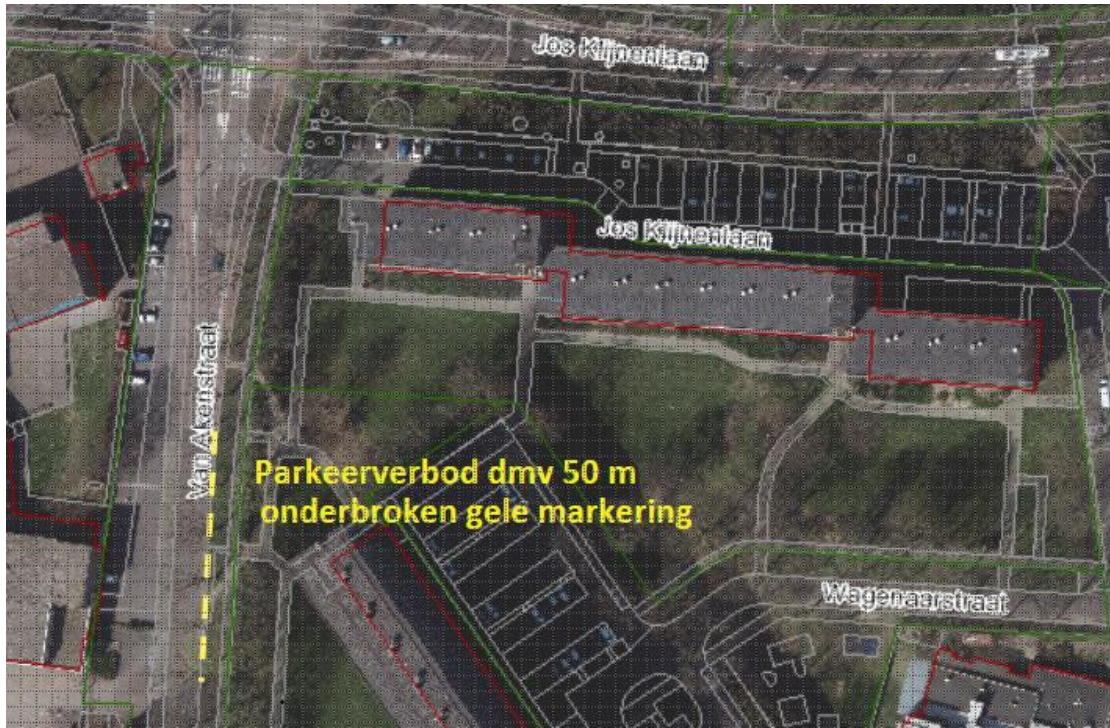 Jos Klijnenlaan
Jos Klijnenlaan
Van Akenstraat
Parkeerverbod dmv 50 m
onderbroken gele markering
Wagenaarstraat